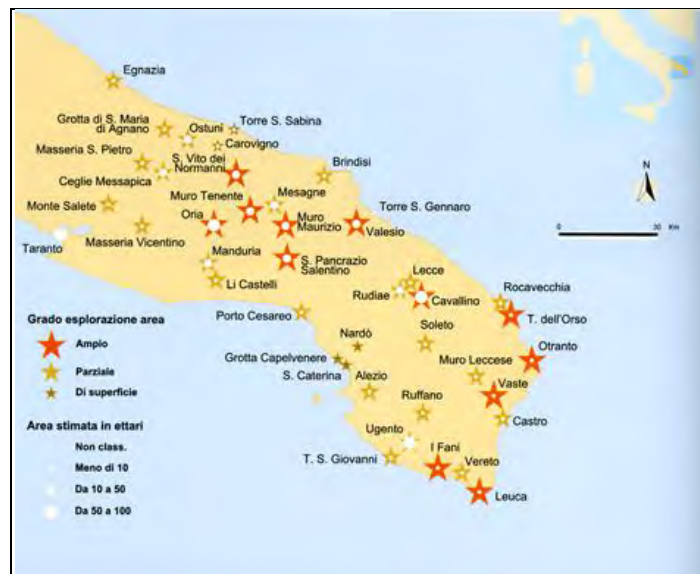 Egnazia
Grotta di S. Maria
di Agnano
Ostuni
Torre S. Sabina
Carovigno
Masseria S. Pietro
S. Vito dei
Normanni
Brindisi
Ceglie Messapica
Muro Tenente
Mesagne
Torre S. Gennaro
Monte Salete
Oria
Muro
Maurizio
Valesio
Masseria Vicentino
Taranto
Manduria
S. Pancrazio
Salentino
Li Castelli
Lecce
Rudiae
Cavallino
Rocavecchia
Porto Cesareo
T. dell'Orso
Nardò
Soleto
Otranto
Grotta Capelvenere
Muro Leccese
S. Caterina
Alezio
Vaste
Ruffano
Castro
Ugento
I Fani
T. S. Giovanni
Vereto
Leuca
N
0 30 Km
Grado esplorazione area
Ampio
Parziale
Di superficie
Area stimata in ettari
Non class.
Meno di 10
Da 10 a 50
Da 50 a 100